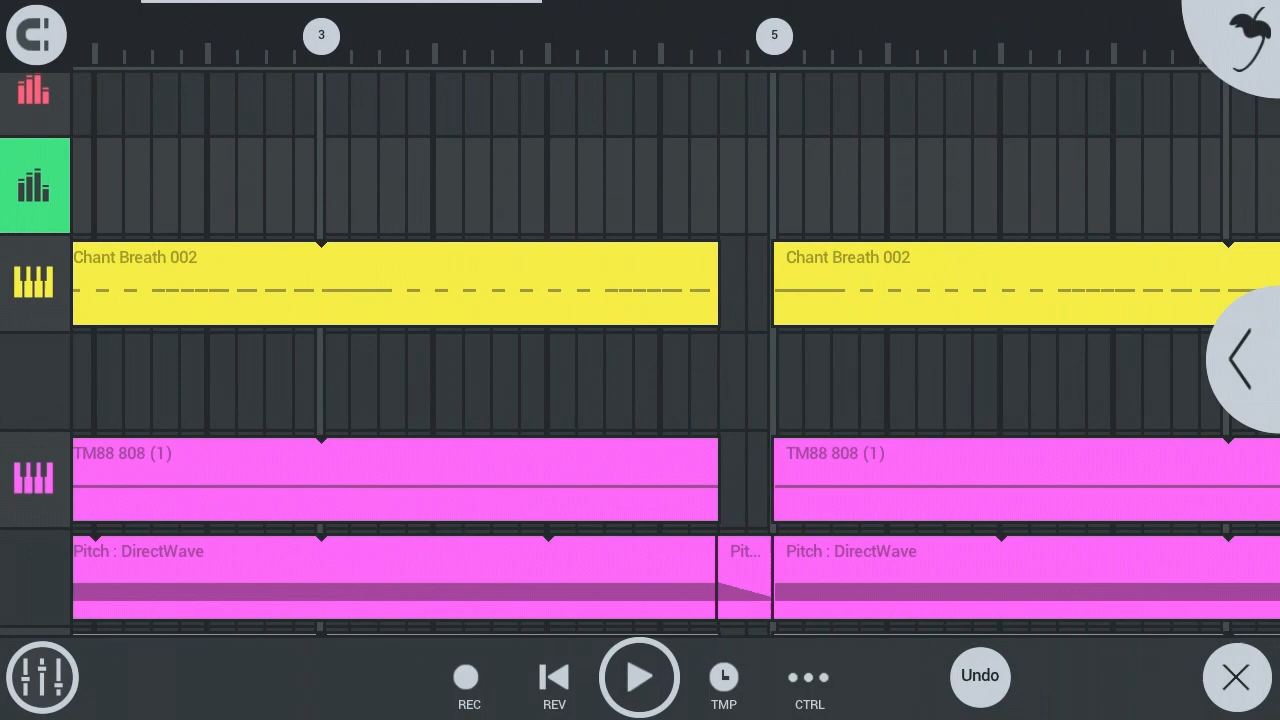 3
5
Chant Breath 002
Chant Breath 002
TM88 808 (1)
TM88 808 (1)
Pitch : DirectWave
Pit...
Pitch : DirectWave
REC
REV
TMP
CTRL
Undo